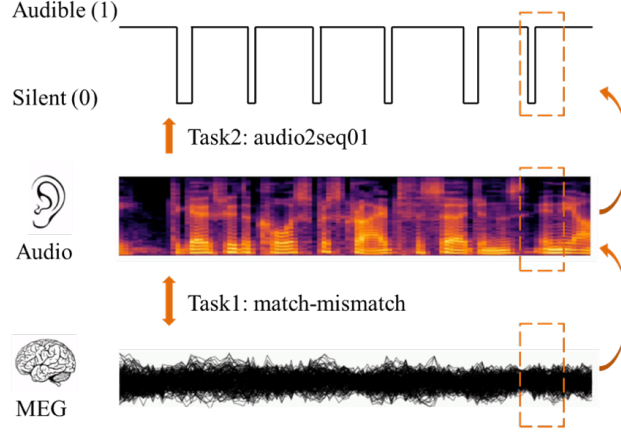 Audible (1)
Silent (0)
Task2: audio2seq01
Audio
Task1: match-mismatch
MEG